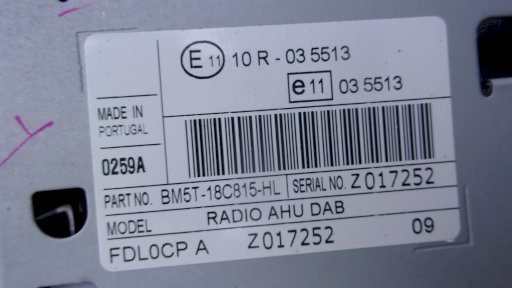 E 11 10 R - 03 5513
e 11 03 5513
MADE IN
PORTUGAL
0259A
PART NO. BM5T-18C815-HL SERIAL NO. Z017252
MODEL RADIO AHU DAB
FDL0CP A Z017252 09